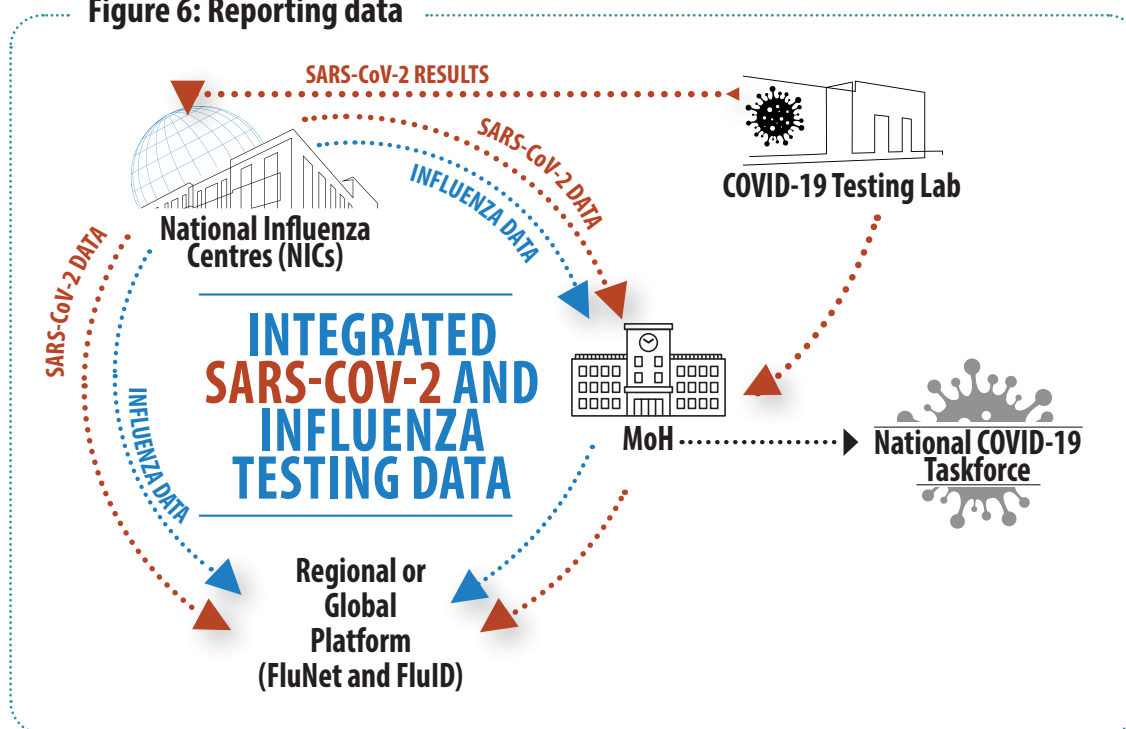 Figure 6: Reporting data
SARS-CoV-2 RESULTS
SARS-CoV-2 DATA
INFLUENZA DATA
COVID-19 Testing Lab
National Influenza
Centres (NICs)
SARS-CoV-2 DATA
INFLUENZA DATA
INTEGRATED
SARS-COV-2 AND
INFLUENZA
TESTING DATA
MoH
National COVID-19
Taskforce
Regional or
Global
Platform
(FluNet and FluID)